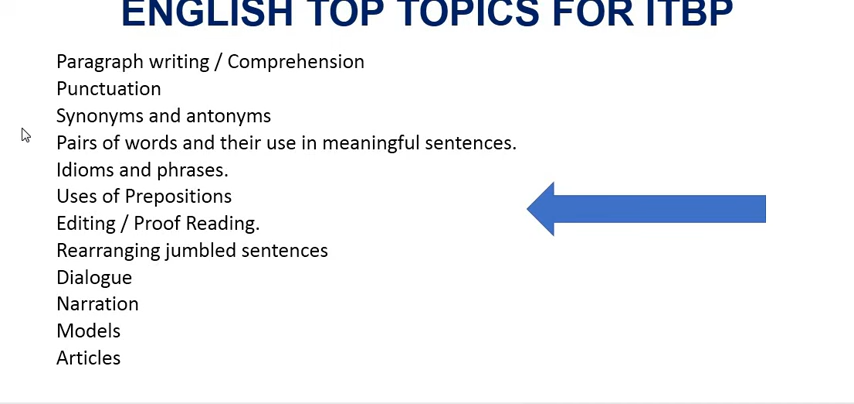 ENGLISH TOP TOPICS FOR ITBP
Paragraph writing / Comprehension
Punctuation
Synonyms and antonyms
Pairs of words and their use in meaningful sentences.
Idioms and phrases.
Uses of Prepositions
Editing / Proof Reading.
Rearranging jumbled sentences
Dialogue
Narration
Models
Articles